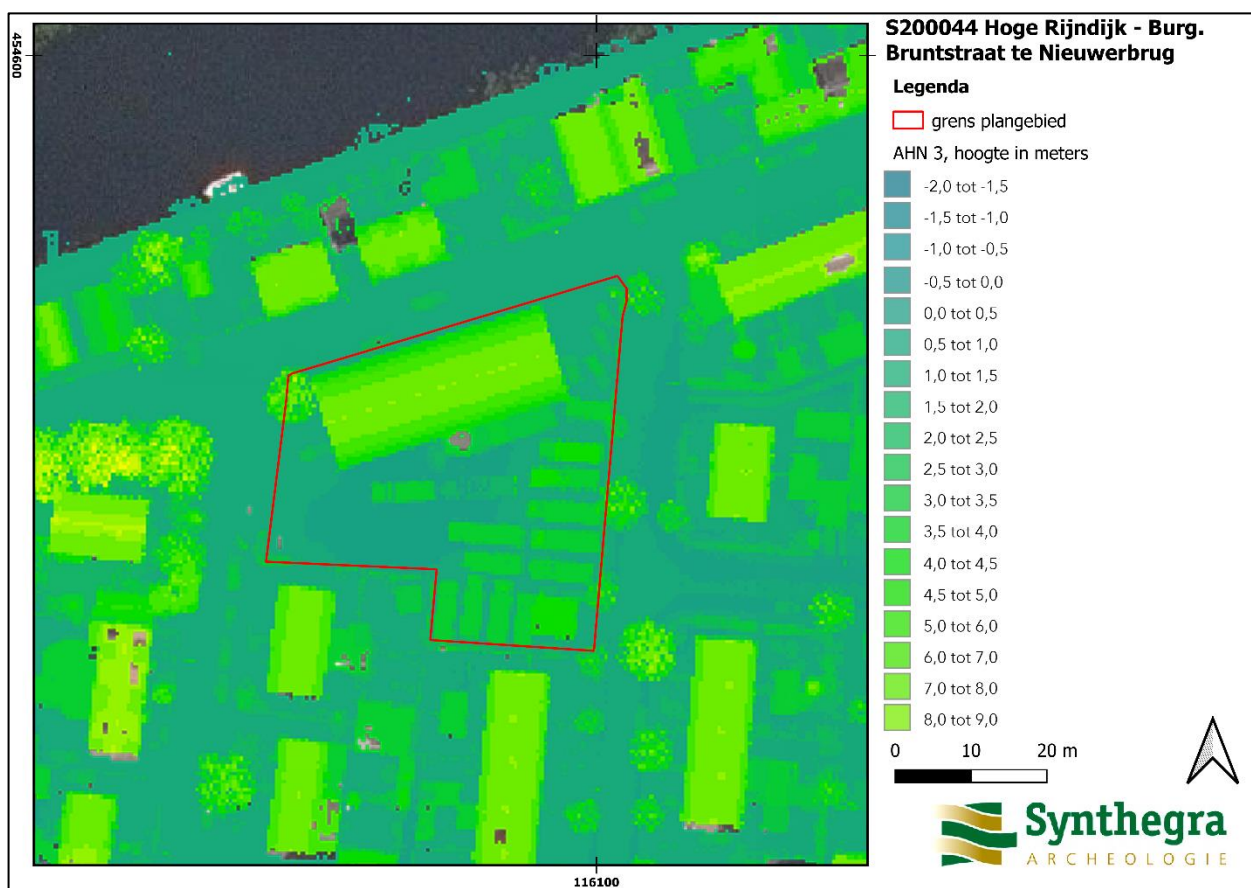 454600
S200044 Hoge Rijndijk - Burg.
Bruntstraat te Nieuwerbrug
Legenda
grens plangebied
AHN 3, hoogte in meters
-2,0 tot -1,5
-1,5 tot -1,0
-1,0 tot -0,5
-0,5 tot 0,0
0,0 tot 0,5
0,5 tot 1,0
1,0 tot 1,5
1,5 tot 2,0
2,0 tot 2,5
2,5 tot 3,0
3,0 tot 3,5
3,5 tot 4,0
4,0 tot 4,5
4,5 tot 5,0
5,0 tot 6,0
6,0 tot 7,0
7,0 tot 8,0
8,0 tot 9,0
0 10 20 m
Synthegra
ARCHEOLOGIE
116100